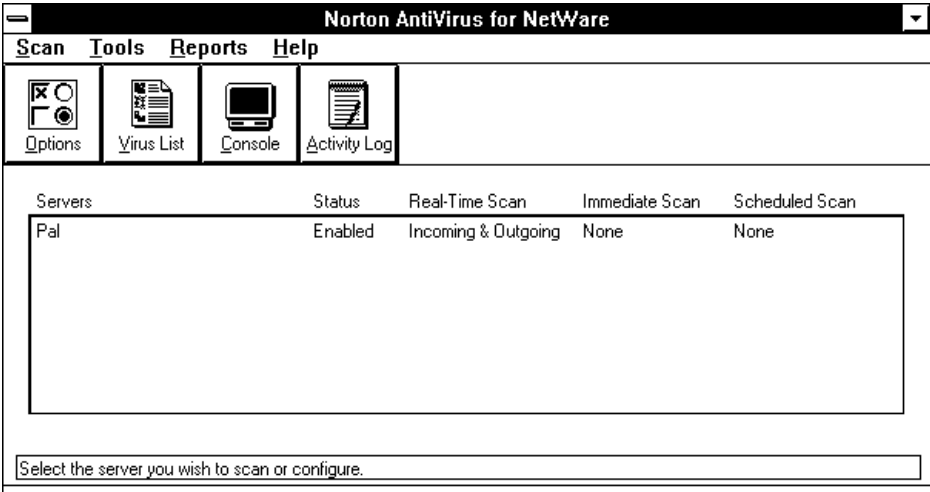 Norton AntiVirus for NetWare
Scan Tools Reports Help
Options Virus List Console Activity Log
Servers Status Real-Time Scan Immediate Scan Scheduled Scan
Pal Enabled Incoming & Outgoing None None
Select the server you wish to scan or configure.